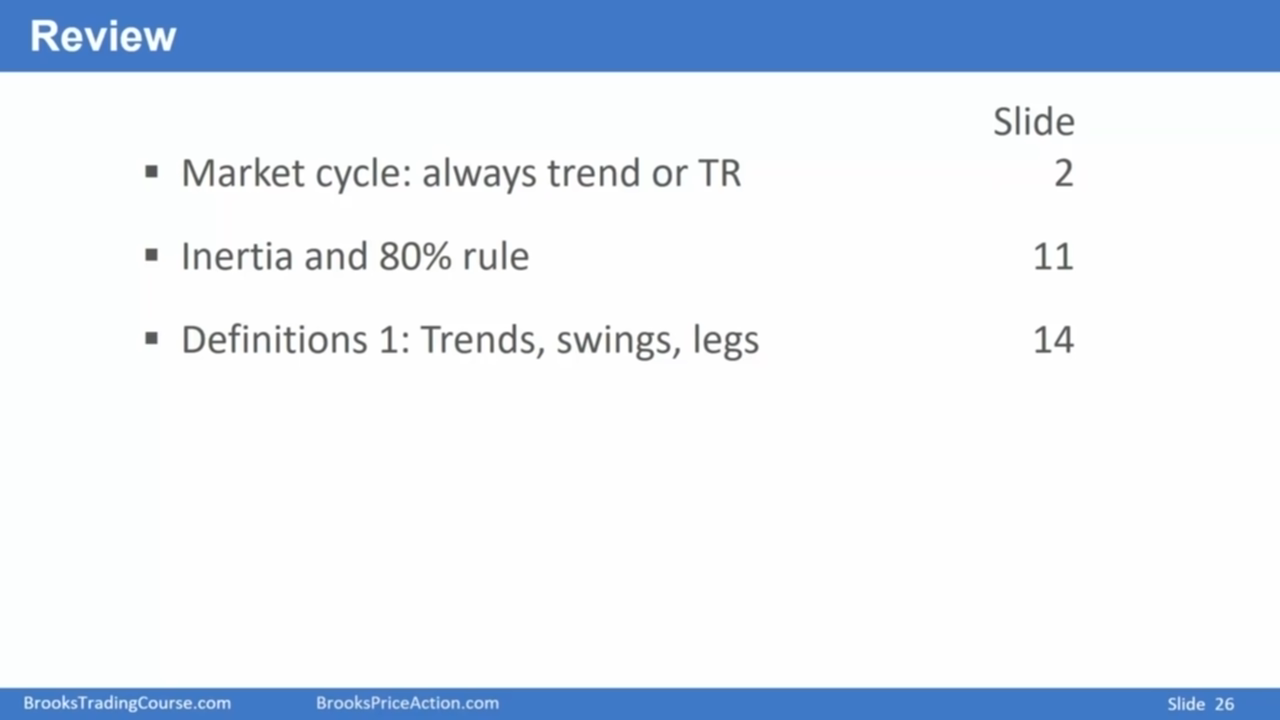 Review
Slide
▪ Market cycle: always trend or TR 2
▪ Inertia and 80% rule 11
▪ Definitions 1: Trends, swings, legs 14
BrooksTradingCourse.com BrooksPriceAction.com Slide 26